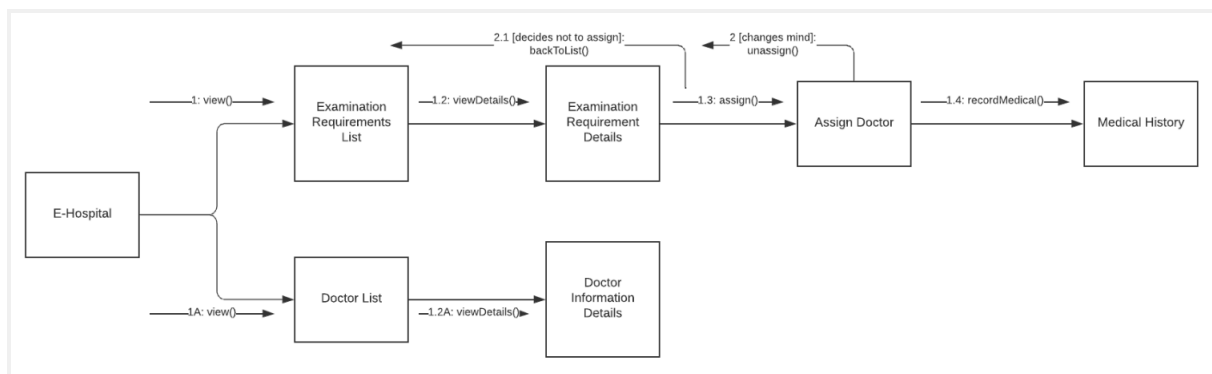 2.1 [decides not to assign]:
backToList()
2 [changes mind]:
unassign()
1: view()
Examination
Requirements
List
1.2: viewDetails()
Examination
Requirement
Details
1.3: assign()
Assign Doctor
1.4: recordMedical()
Medical History
E-Hospital
1A: view()
Doctor List
1.2A: viewDetails()
Doctor
Information
Details